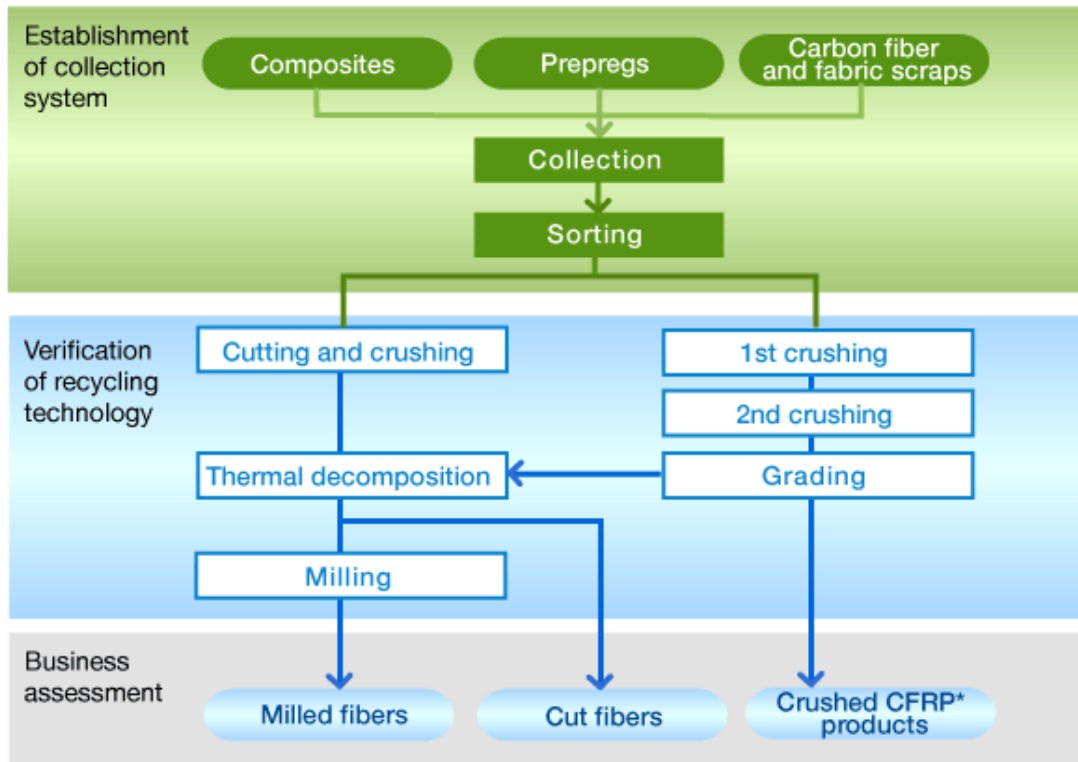 Establishment
of collection
system
Composites
Prepregs
Carbon fiber
and fabric scraps
Collection
Sorting
Verification
of recycling
technology
Cutting and crushing
1st crushing
2nd crushing
Thermal decomposition
Grading
Milling
Business
assessment
Milled fibers
Cut fibers
Crushed CFRP*
products